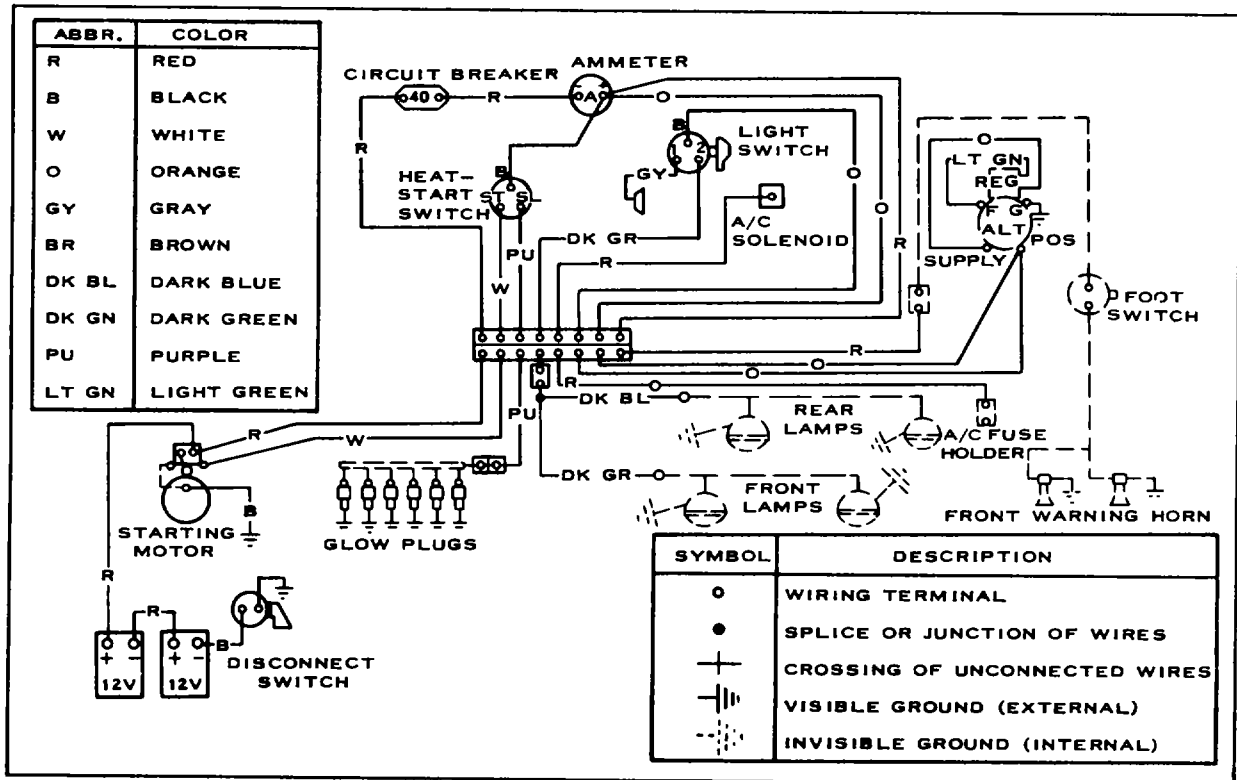 ABBR. COLOR
R RED
B BLACK
W WHITE
O ORANGE
GY GRAY
BR BROWN
DK BL DARK BLUE
DK GN DARK GREEN
PU PURPLE
LT GN LIGHT GREEN
CIRCUIT BREAKER
40
R
AMMETER
- A +
O
R
B
LIGHT
SWITCH
1 2
GY
HEAT-
START
SWITCH
B
ST SL
A/C
SOLENOID
DK GR
R
PU
W
O
O
R
O
LT GN
REG
F G
ALT
POS
SUPPLY
FOOT
SWITCH
R
O
O
R
DK BL
REAR
LAMPS
A/C FUSE
HOLDER
PU
R
W
DK GR
FRONT
LAMPS
FRONT WARNING HORN
STARTING
MOTOR
B
GLOW PLUGS
R
R
B
+ -
12V
+ -
12V
DISCONNECT
SWITCH
SYMBOL DESCRIPTION
WIRING TERMINAL
SPLICE OR JUNCTION OF WIRES
CROSSING OF UNCONNECTED WIRES
VISIBLE GROUND (EXTERNAL)
INVISIBLE GROUND (INTERNAL)